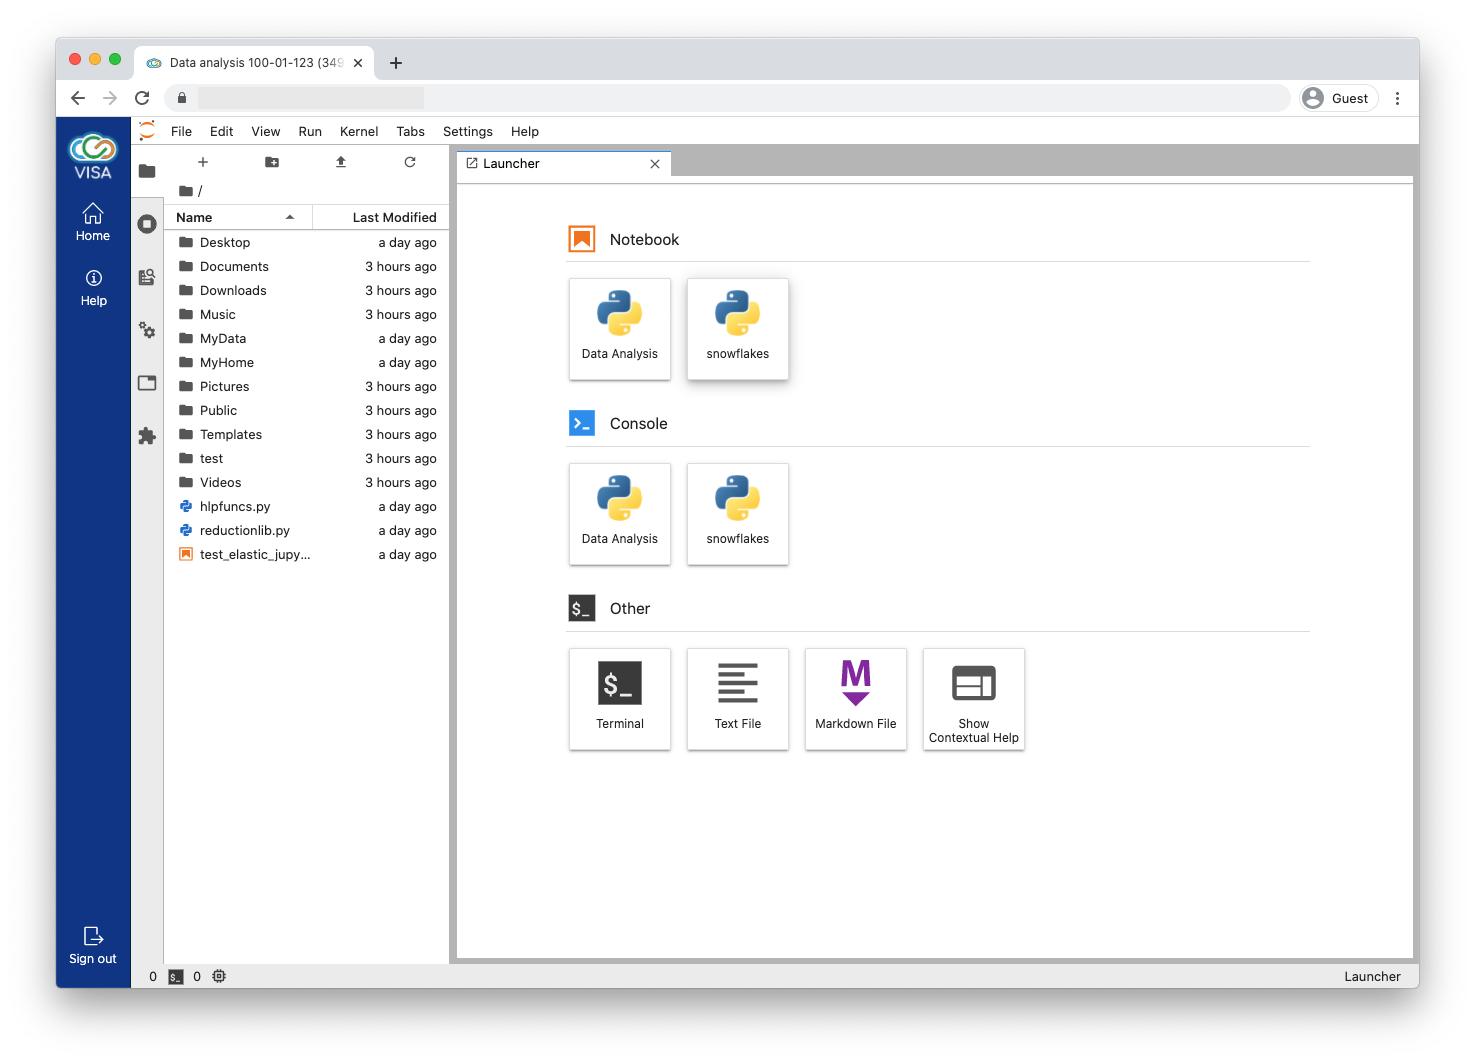 Data analysis 100-01-123 (349
Guest
VISA
Home
Help
Sign out
File Edit View Run Kernel Tabs Settings Help
/
Name Last Modified
Desktop a day ago
Documents 3 hours ago
Downloads 3 hours ago
Music 3 hours ago
MyData a day ago
MyHome a day ago
Pictures 3 hours ago
Public 3 hours ago
Templates 3 hours ago
test 3 hours ago
Videos 3 hours ago
hlpfuncs.py a day ago
reductionlib.py a day ago
test_elastic_jupy... a day ago
Launcher
Notebook
Data Analysis snowflakes
Console
Data Analysis snowflakes
$_ Other
$_ M
Terminal Text File Markdown File Show
Contextual Help
0 $_ 0 Launcher